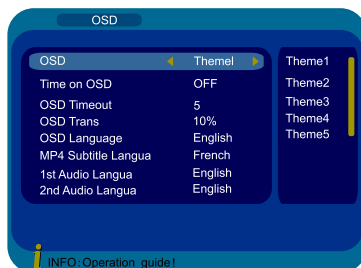 OSD
OSD Themel
Time on OSD OFF
OSD Timeout 5
OSD Trans 10%
OSD Language English
MP4 Subtitle Langua French
1st Audio Langua English
2nd Audio Langua English
Theme1
Theme2
Theme3
Theme4
Theme5
INFO:Operation guide!